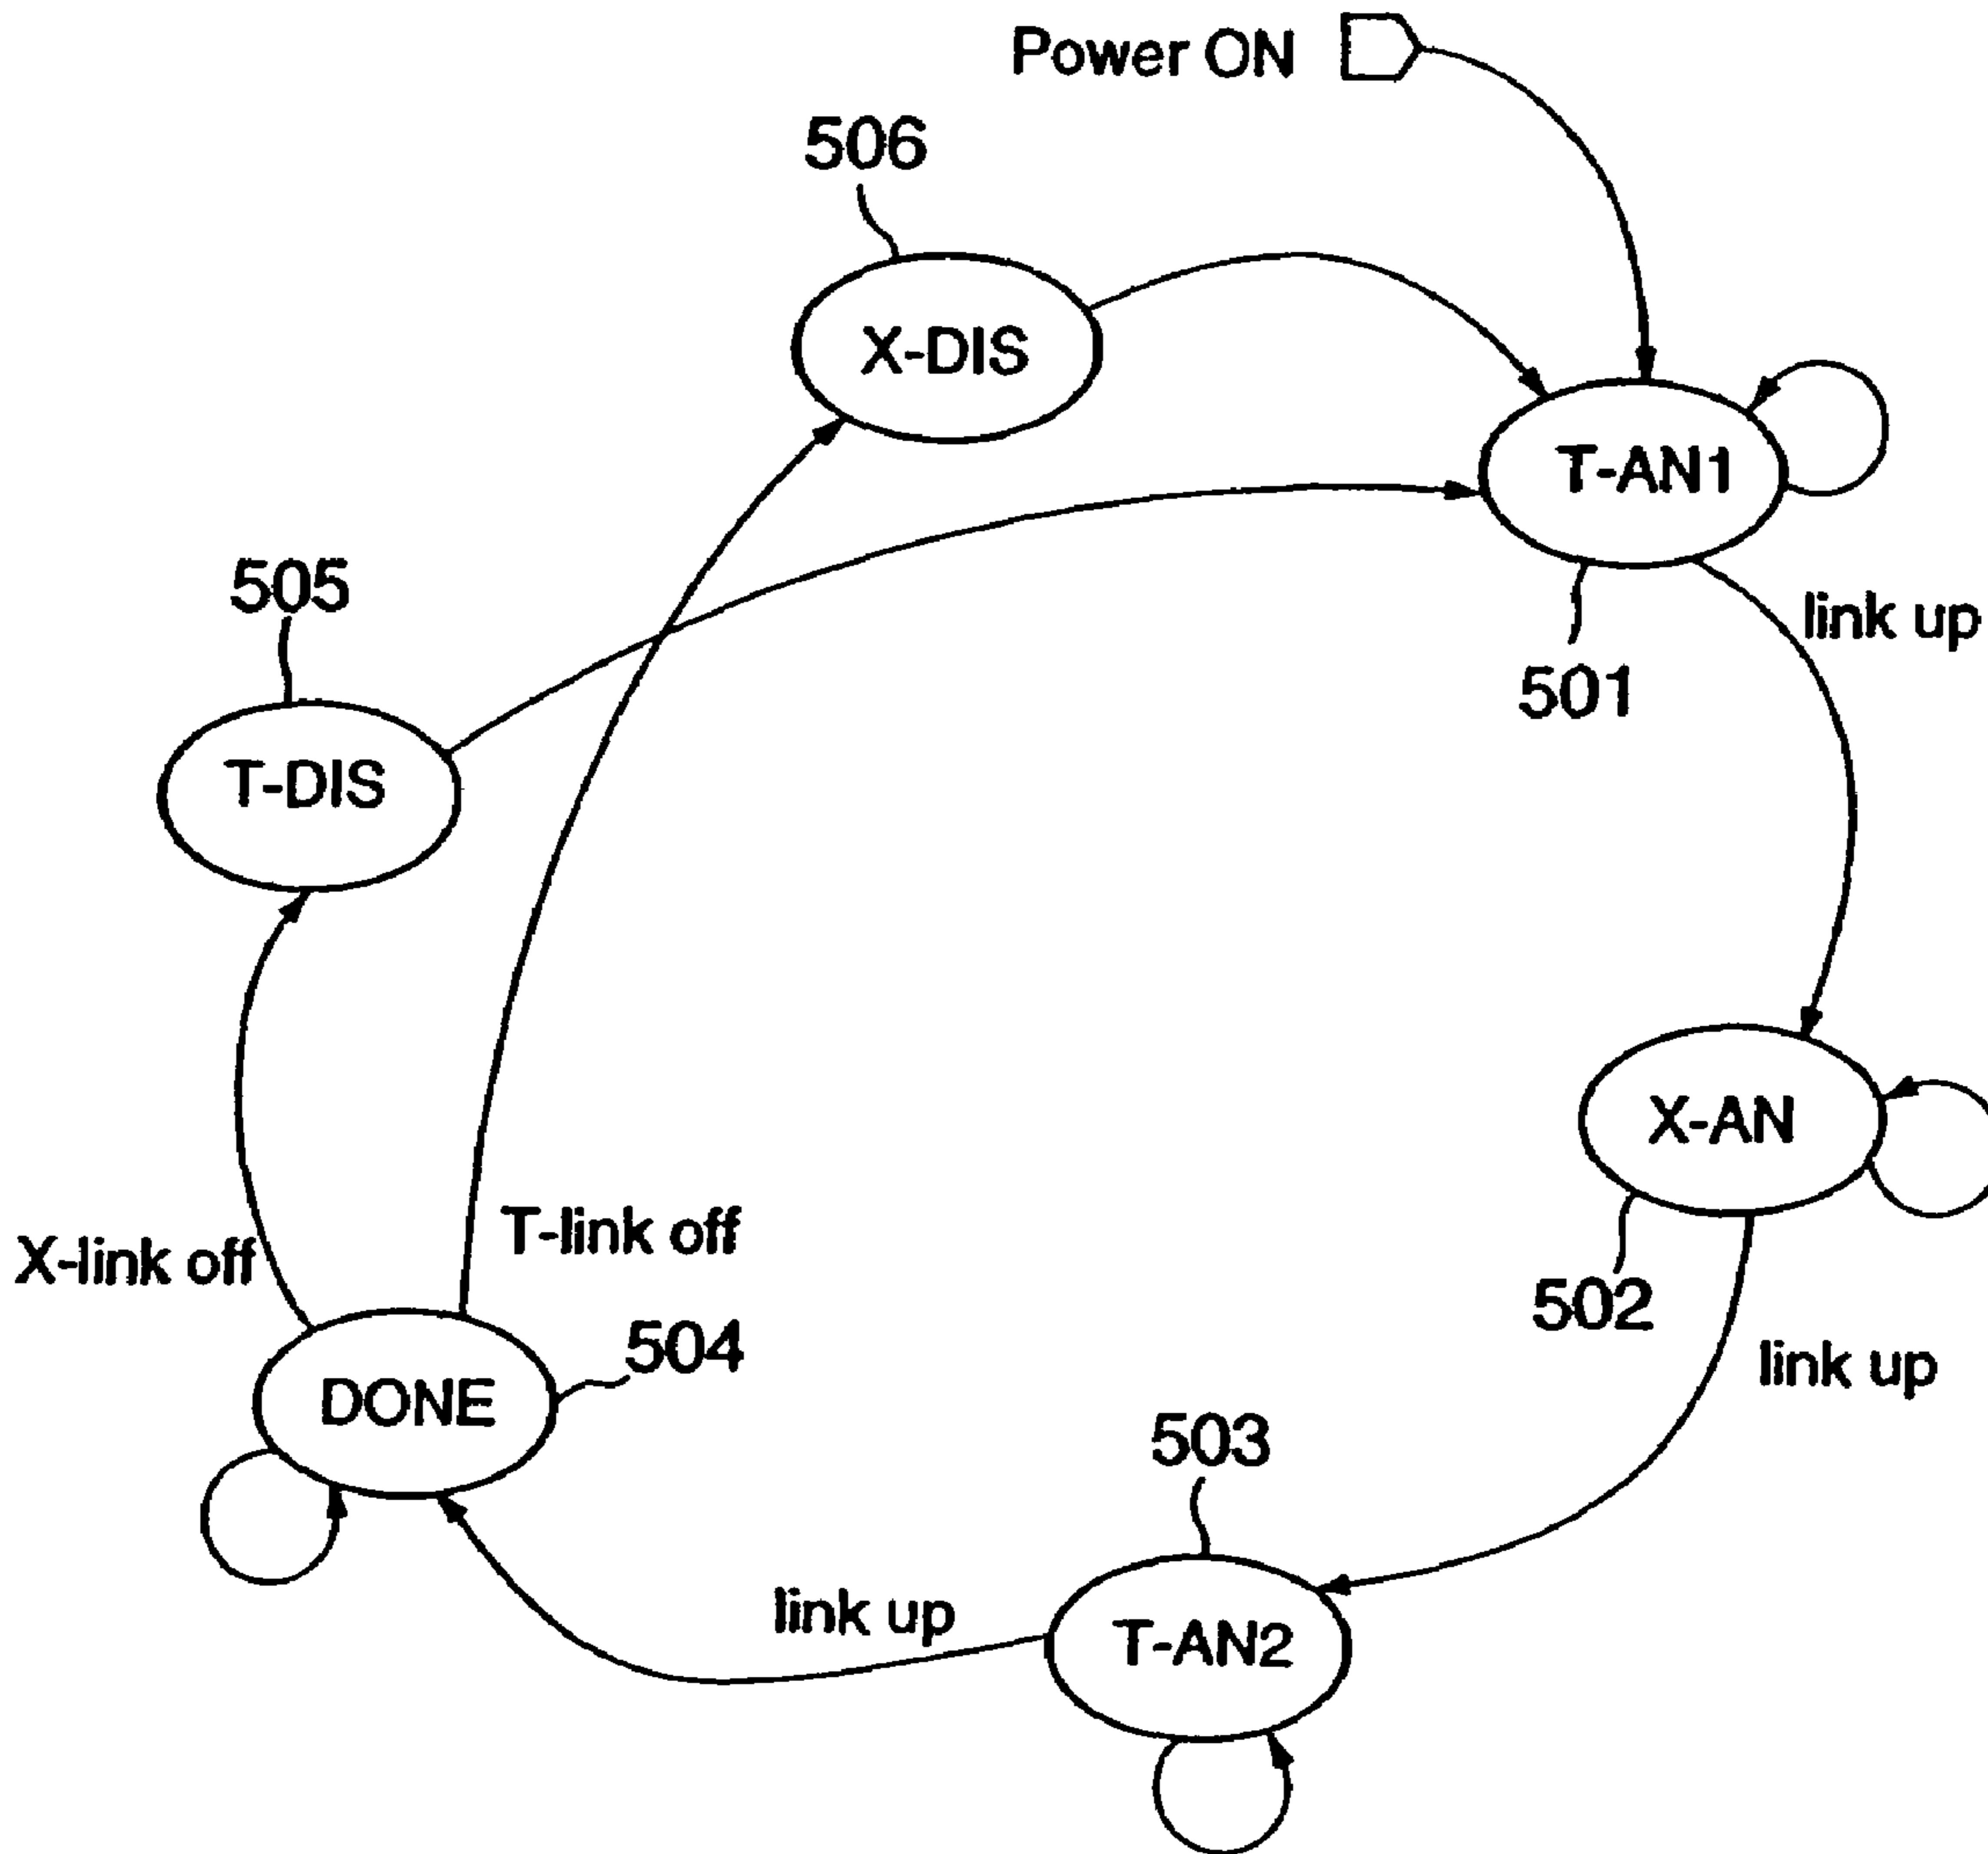 Power ON
506
X-DIS
T-AN1
505
link up
501
T-DIS
X-AN
T-link off
X-link off
502
504
link up
DONE
503
link up
T-AN2